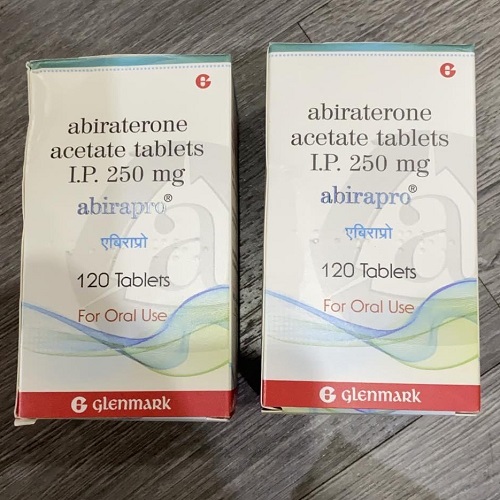 abiraterone
acetate tablets
I.P. 250 mg
abirapro®
एबिराप्रो
120 Tablets
For Oral Use
GLENMARK
abiraterone
acetate tablets
I.P. 250 mg
abirapro®
एबिराप्रो
120 Tablets
For Oral Use
GLENMARK